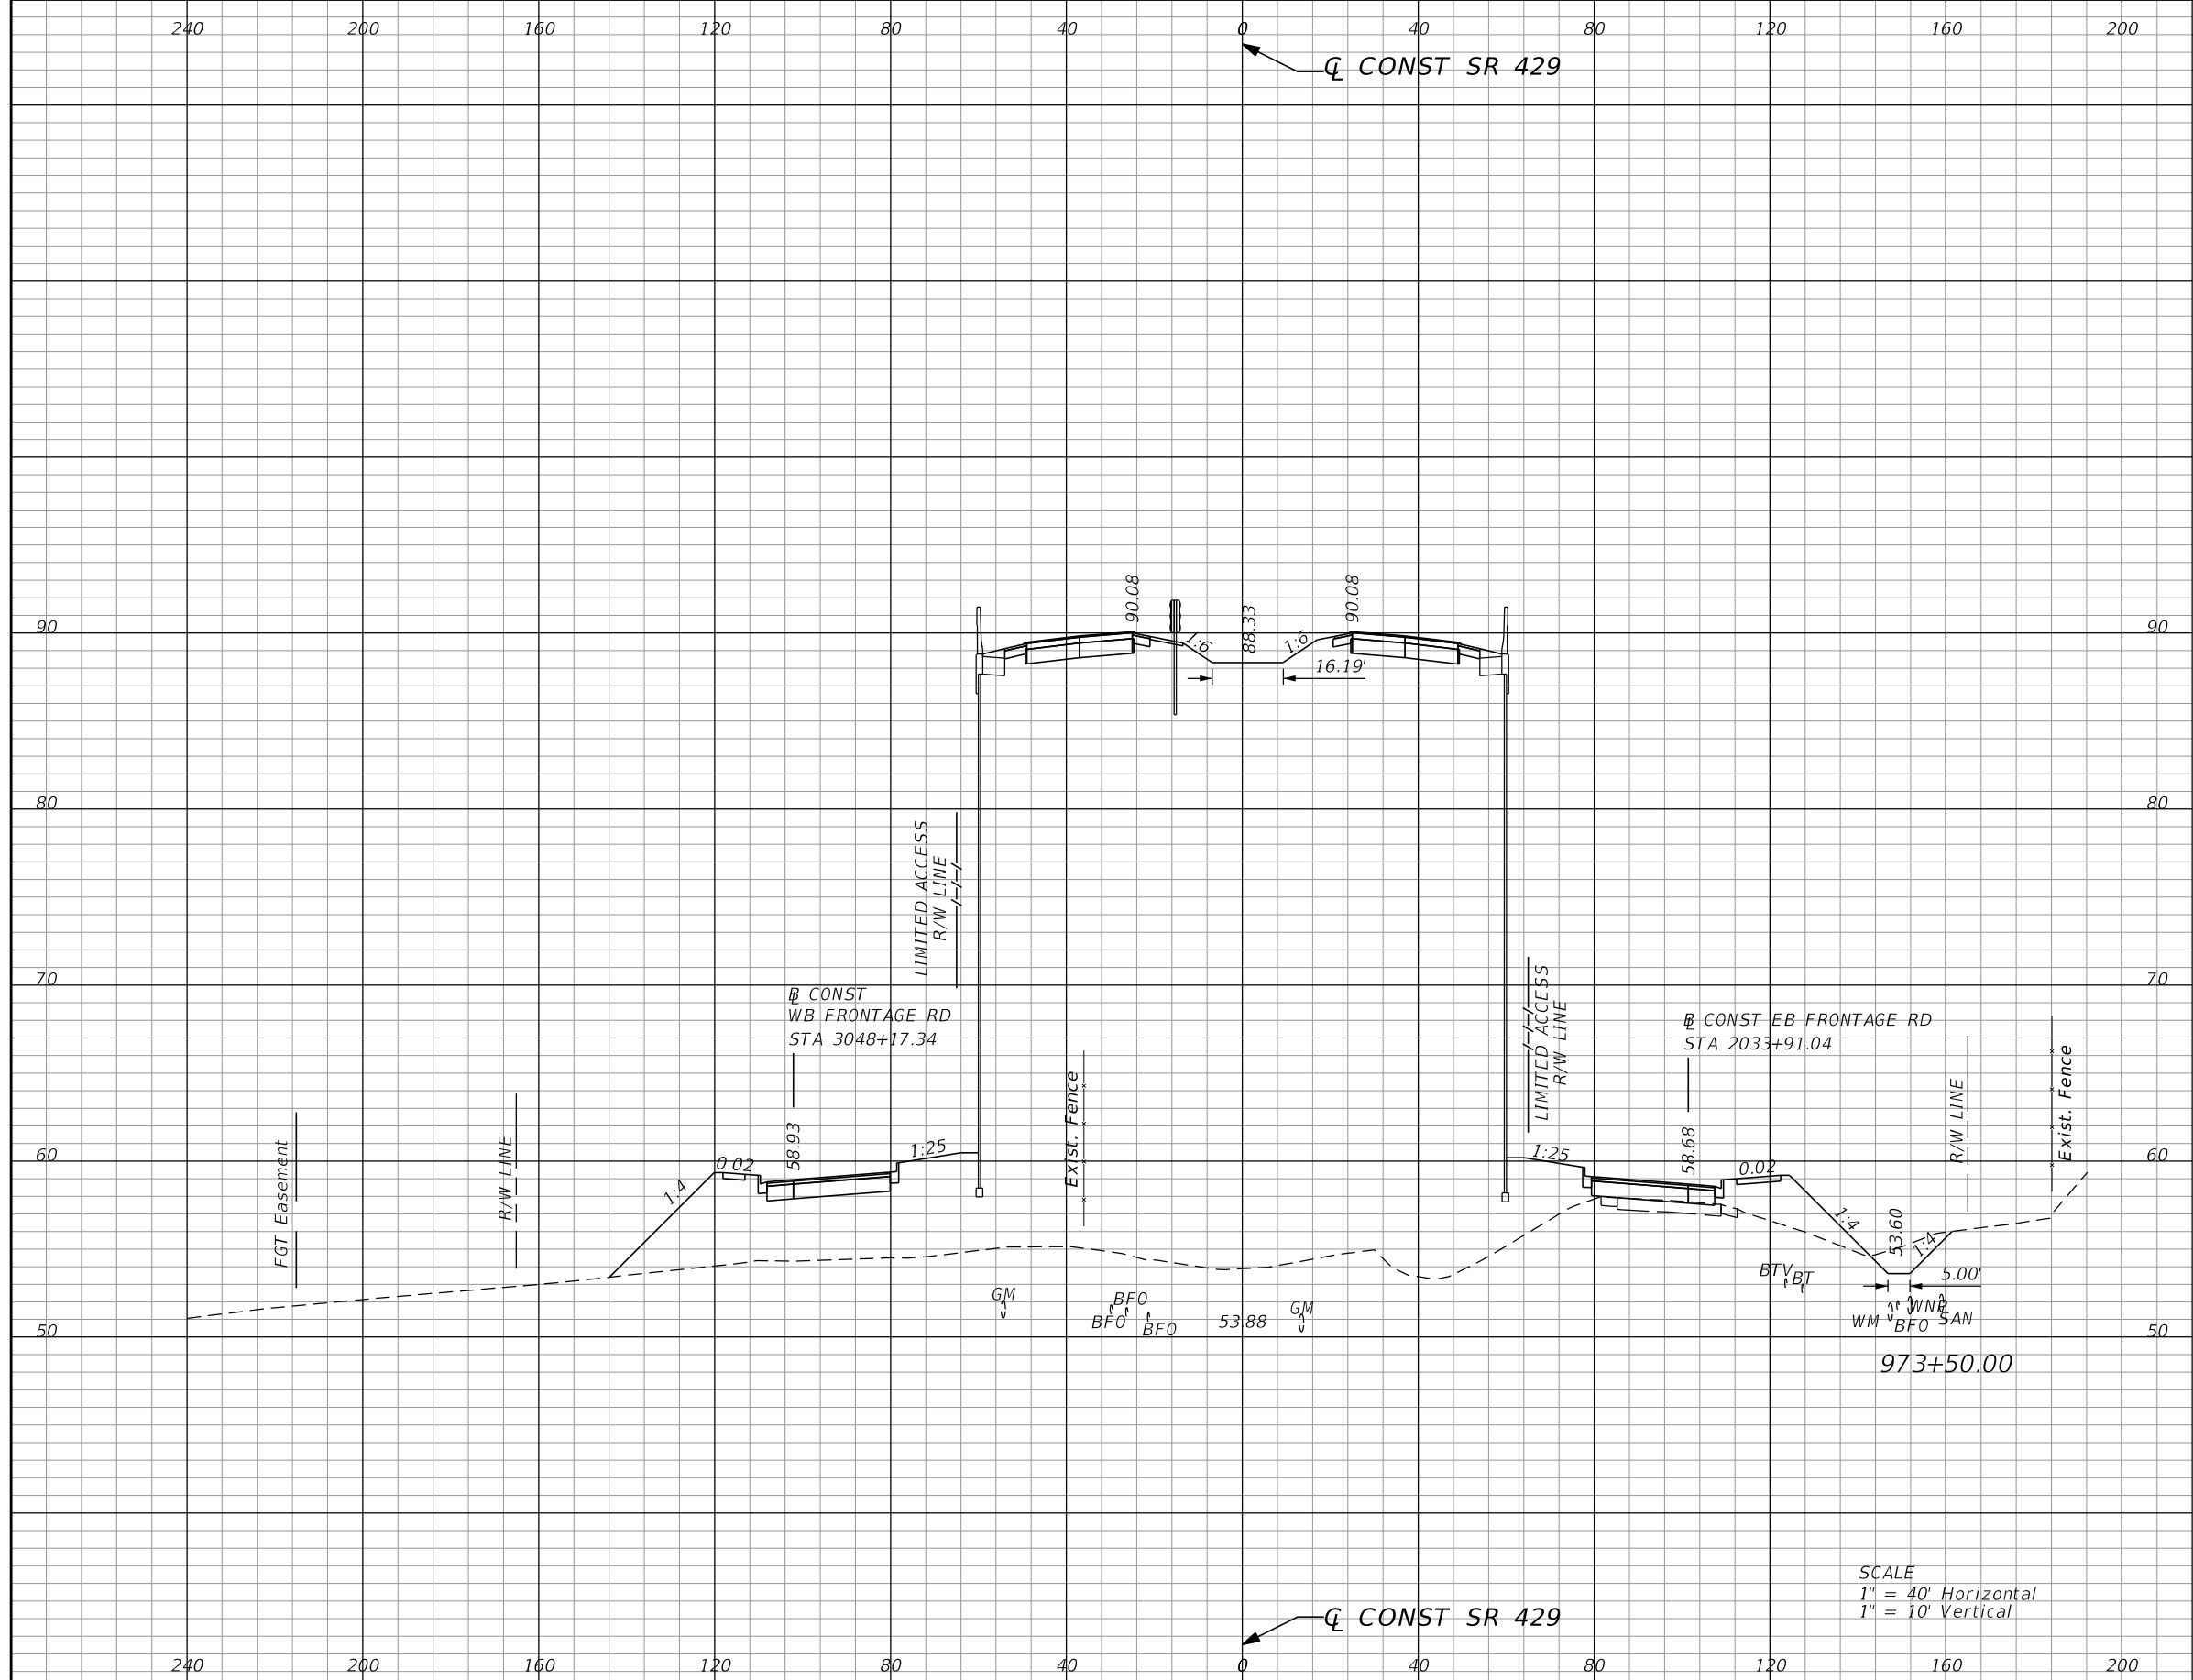 240 200 160 120 80 40 0 40 80 120 160 200
℄ CONST SR 429
90.08
88.33
90.08
90 90
1:6
1:6
16.19'
80 80
LIMITED ACCESS
R/W LINE
70 70
LIMITED ACCESS
R/W LINE
BL CONST
WB FRONTAGE RD
STA 3048+17.34
BL CONST EB FRONTAGE RD
STA 2033+91.04
FGT Easement
R/W LINE
Exist. Fence
R/W LINE
Exist. Fence
60 60
1:4
0.02
58.93
1:25
1:25
58.68
0.02
1:4
53.60
1:4
5.00'
BTV
BT
GM
BFO
BFO
BFO
53.88
GM
WM
BFO
SAN
50 50
973+50.00
SCALE
1" = 40' Horizontal
1" = 10' Vertical
℄ CONST SR 429
240 200 160 120 80 40 0 40 80 120 160 200